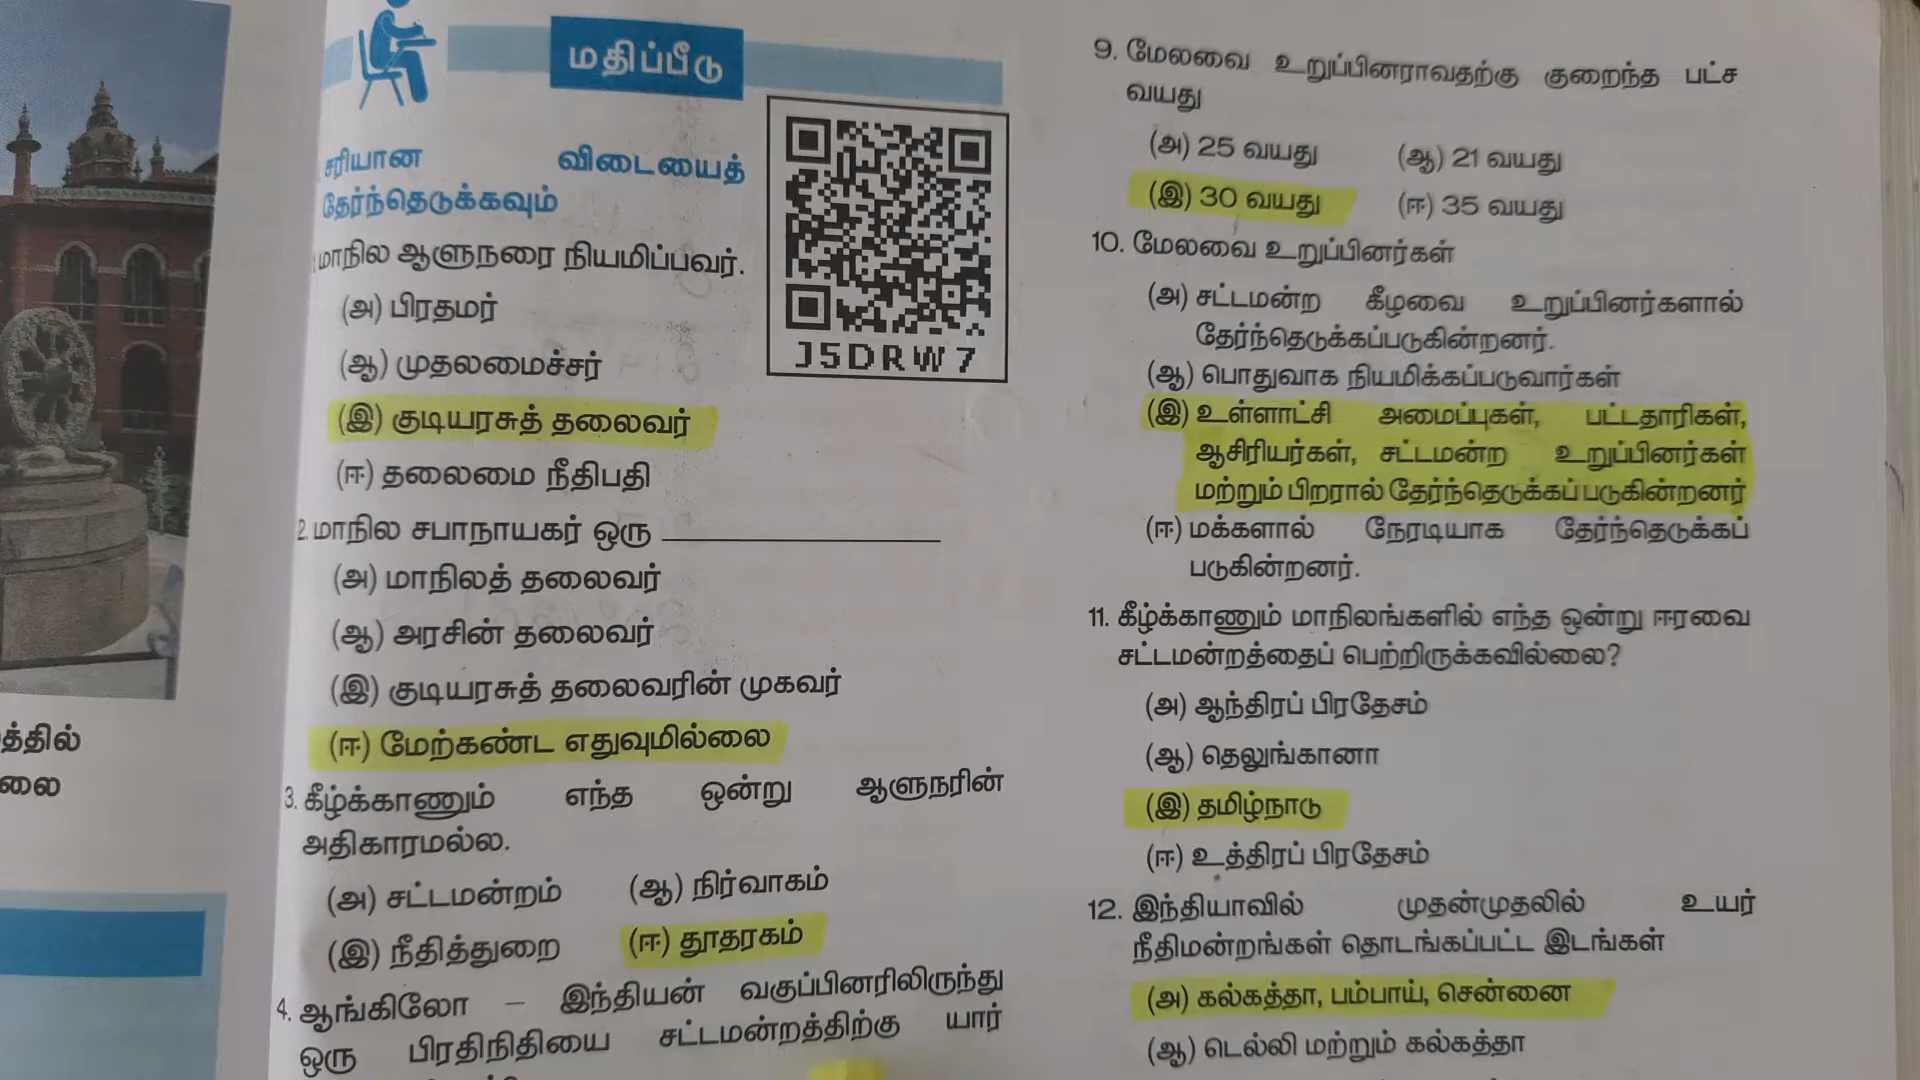 மதிப்பீடு
சரியான விடையைத்
தேர்ந்தெடுக்கவும்
மாநில ஆளுநரை நியமிப்பவர்.
(அ) பிரதமர்
(ஆ) முதலமைச்சர்
(இ) குடியரசுத் தலைவர்
(ஈ) தலைமை நீதிபதி
J5DRW7
2. மாநில சபாநாயகர் ஒரு
(அ) மாநிலத் தலைவர்
(ஆ) அரசின் தலைவர்
(இ) குடியரசுத் தலைவரின் முகவர்
(ஈ) மேற்கண்ட எதுவுமில்லை
3. கீழ்க்காணும் எந்த ஒன்று ஆளுநரின்
அதிகாரமல்ல.
(அ) சட்டமன்றம் (ஆ) நிர்வாகம்
(இ) நீதித்துறை (ஈ) தூதரகம்
4. ஆங்கிலோ – இந்தியன் வகுப்பினரிலிருந்து
ஒரு பிரதிநிதியை சட்டமன்றத்திற்கு யார்
9. மேலவை உறுப்பினராவதற்கு குறைந்த பட்ச
வயது
(அ) 25 வயது (ஆ) 21 வயது
(இ) 30 வயது (ஈ) 35 வயது
10. மேலவை உறுப்பினர்கள்
(அ) சட்டமன்ற கீழவை உறுப்பினர்களால்
தேர்ந்தெடுக்கப்படுகின்றனர்.
(ஆ) பொதுவாக நியமிக்கப்படுவார்கள்
(இ) உள்ளாட்சி அமைப்புகள், பட்டதாரிகள்,
ஆசிரியர்கள், சட்டமன்ற உறுப்பினர்கள்
மற்றும் பிறரால் தேர்ந்தெடுக்கப்படுகின்றனர்
(ஈ) மக்களால் நேரடியாக தேர்ந்தெடுக்கப்
படுகின்றனர்.
11. கீழ்க்காணும் மாநிலங்களில் எந்த ஒன்று ஈரவை
சட்டமன்றத்தைப் பெற்றிருக்கவில்லை?
(அ) ஆந்திரப் பிரதேசம்
(ஆ) தெலுங்கானா
(இ) தமிழ்நாடு
(ஈ) உத்திரப் பிரதேசம்
12. இந்தியாவில் முதன்முதலில் உயர்
நீதிமன்றங்கள் தொடங்கப்பட்ட இடங்கள்
(அ) கல்கத்தா, பம்பாய், சென்னை
(ஆ) டெல்லி மற்றும் கல்கத்தா